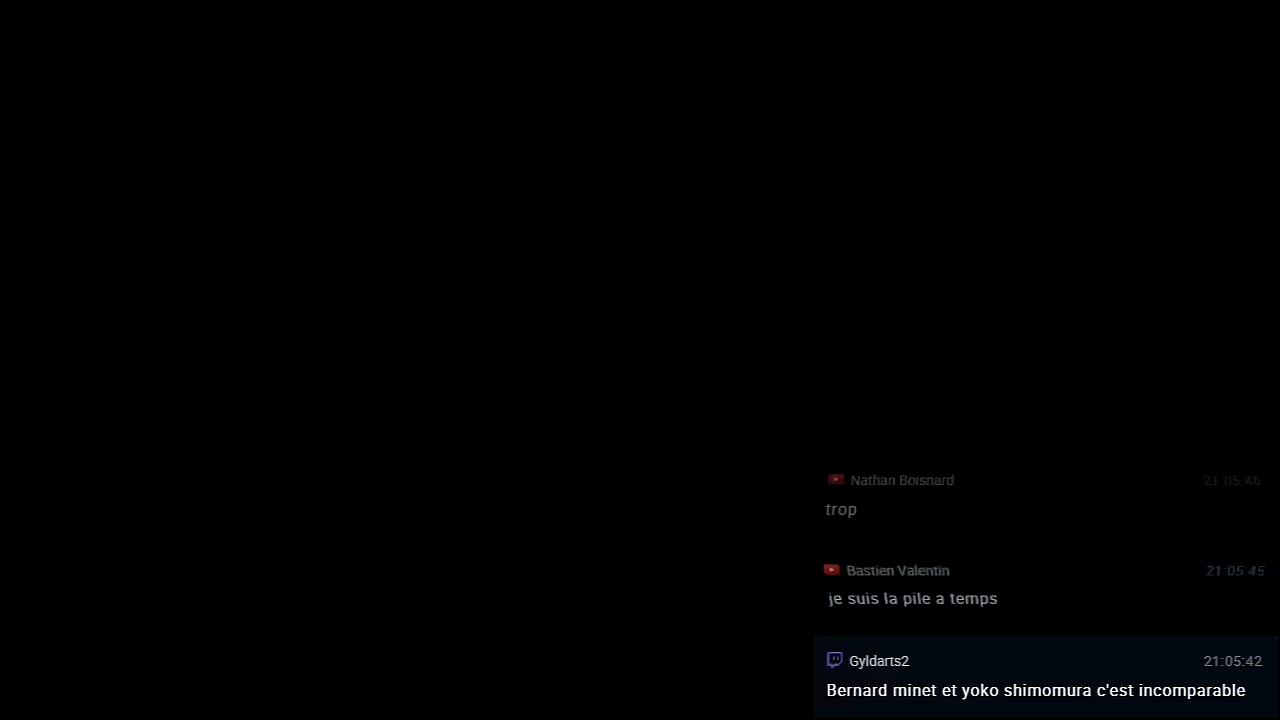 Nathan Boisnard 21:05:46
trop
Bastien Valentin 21:05:45
je suis la pile a temps
Gyldarts2 21:05:42
Bernard minet et yoko shimomura c'est incomparable